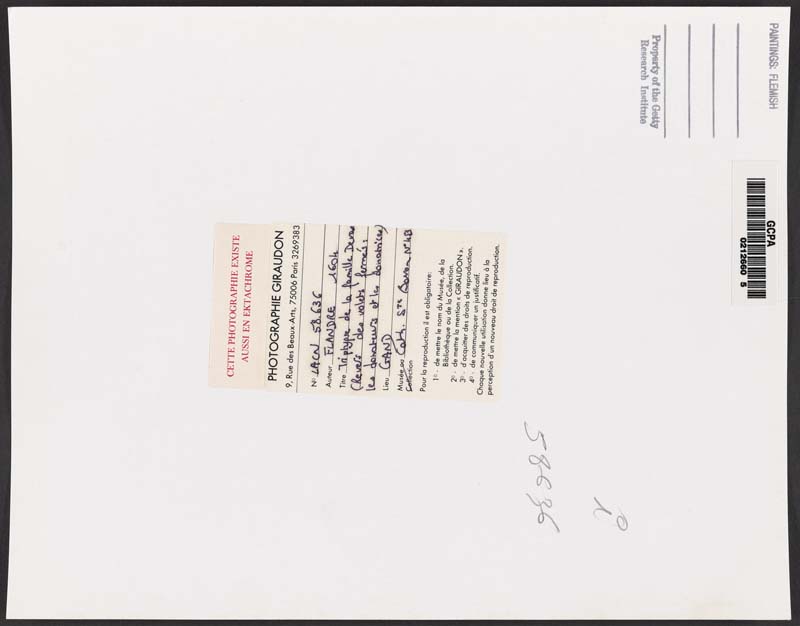 PAINTINGS: FLEMISH
Property of the Getty
Research Institute
GCPA
0212660 5
CETTE PHOTOGRAPHIE EXISTE
AUSSI EN EKTACHROME
PHOTOGRAPHIE GIRAUDON
9, Rue des Beaux Arts, 75006 Paris 3269383
N° LACN 58.636
Auteur FLANDRE 1604
Titre Triptyque de la famille
(Revers des volets fermés:
les donateurs et les donatrices)
Lieu GAND
Musée ou Cath. St Bavon N° 4B
Collection
Pour la reproduction il est obligatoire:
1° - de mettre le nom du Musée, de la
Bibliothèque ou de la Collection.
2° - de mettre la mention « GIRAUDON ».
3° - d'acquitter des droits de reproduction.
4° - de communiquer un justificatif.
Chaque nouvelle utilisation donne lieu à la
perception d'un nouveau droit de reproduction.
58636